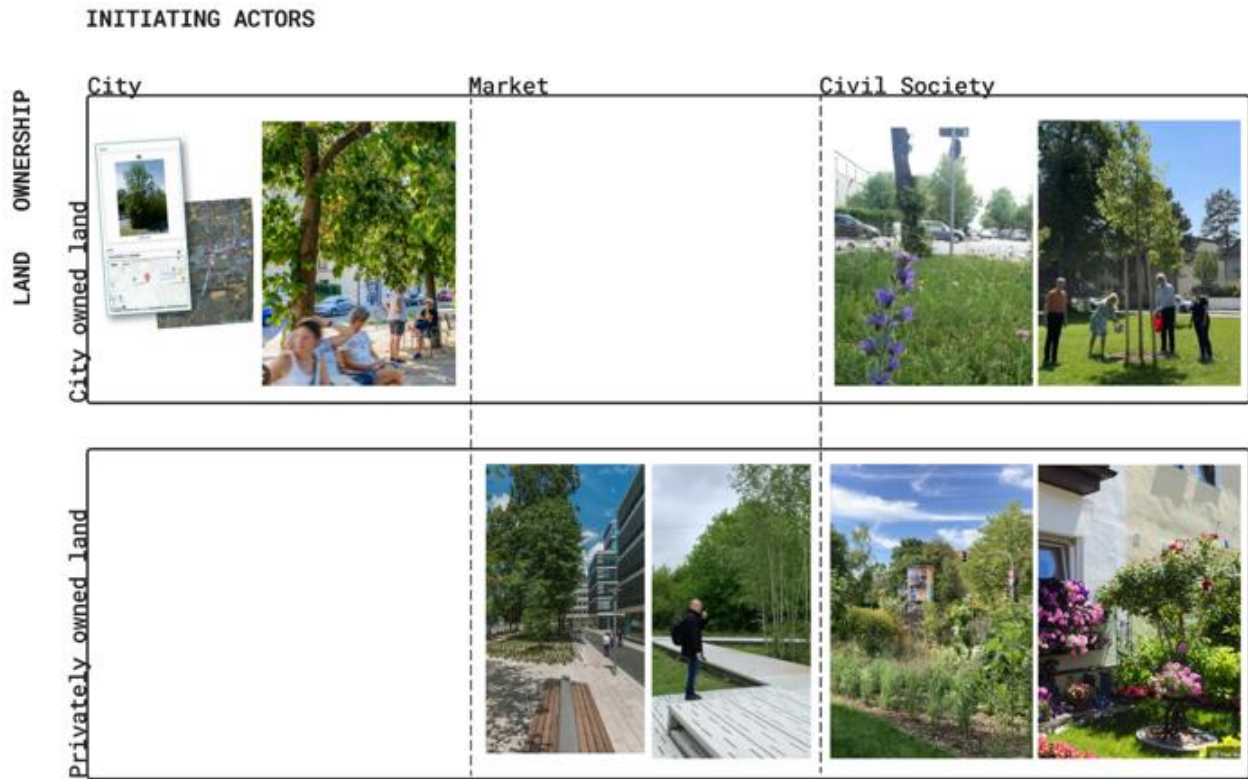 INITIATING ACTORS
City
Market
Civil Society
LAND OWNERSHIP
City owned land
Privately owned land